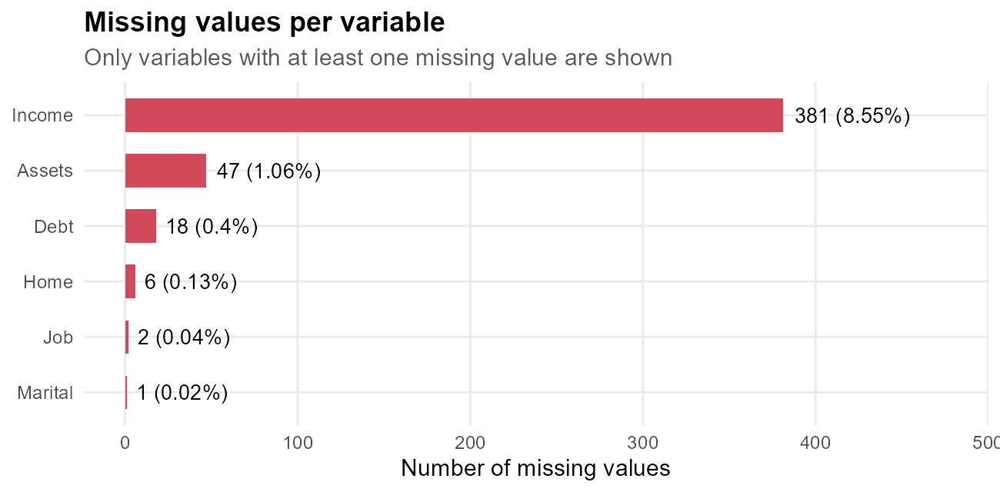 Missing values per variable
Only variables with at least one missing value are shown
Income 381 (8.55%)
Assets 47 (1.06%)
Debt 18 (0.4%)
Home 6 (0.13%)
Job 2 (0.04%)
Marital 1 (0.02%)
0 100 200 300 400 500
Number of missing values